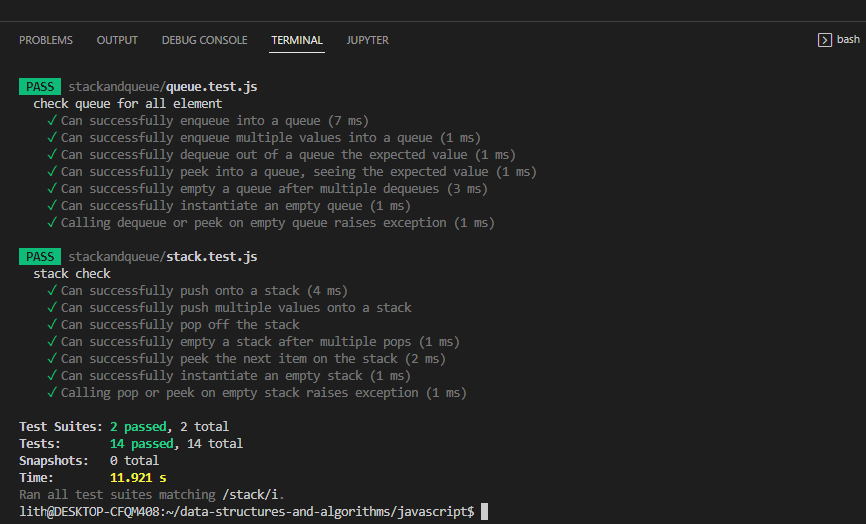 PROBLEMS OUTPUT DEBUG CONSOLE TERMINAL JUPYTER bash
PASS stackandqueue/queue.test.js
check queue for all element
✓ Can successfully enqueue into a queue (7 ms)
✓ Can successfully enqueue multiple values into a queue (1 ms)
✓ Can successfully dequeue out of a queue the expected value (1 ms)
✓ Can successfully peek into a queue, seeing the expected value (1 ms)
✓ Can successfully empty a queue after multiple dequeues (3 ms)
✓ Can successfully instantiate an empty queue (1 ms)
✓ Calling dequeue or peek on empty queue raises exception (1 ms)
PASS stackandqueue/stack.test.js
stack check
✓ Can successfully push onto a stack (4 ms)
✓ Can successfully push multiple values onto a stack
✓ Can successfully pop off the stack
✓ Can successfully empty a stack after multiple pops (1 ms)
✓ Can successfully peek the next item on the stack (2 ms)
✓ Can successfully instantiate an empty stack (1 ms)
✓ Calling pop or peek on empty stack raises exception (1 ms)
Test Suites: 2 passed, 2 total
Tests: 14 passed, 14 total
Snapshots: 0 total
Time: 11.921 s
Ran all test suites matching /stack/i.
lith@DESKTOP-CFQM408:~/data-structures-and-algorithms/javascript$